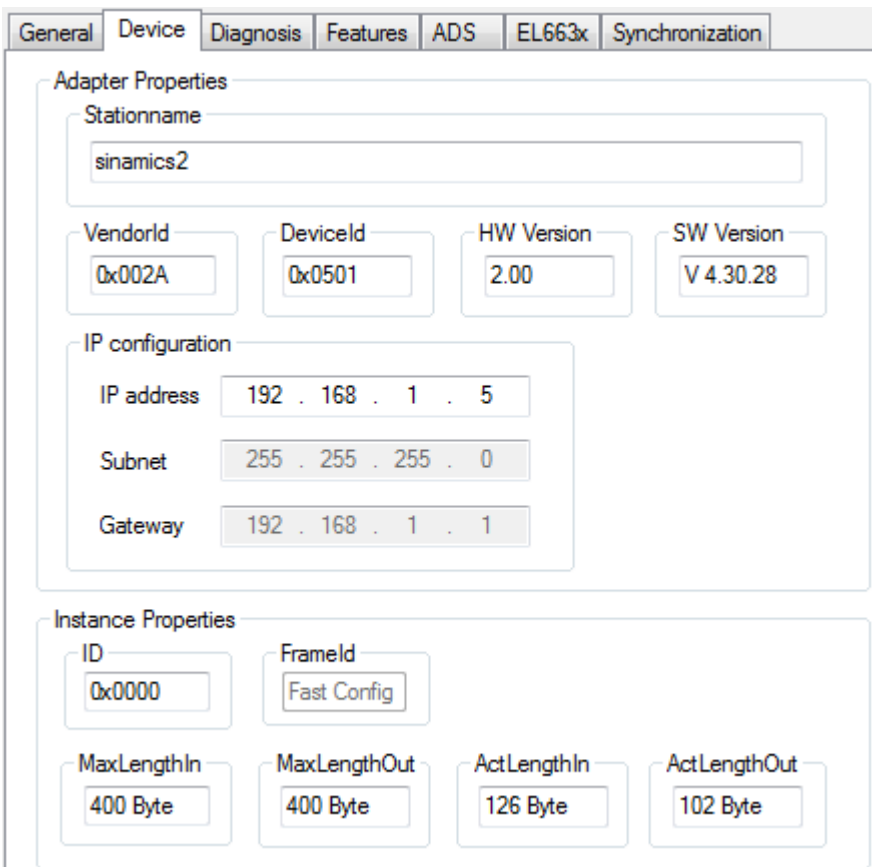 General Device Diagnosis Features ADS EL663x Synchronization
Adapter Properties
Stationname
sinamics2
VendorId DeviceId HW Version SW Version
0x002A 0x0501 2.00 V 4.30.28
IP configuration
IP address 192 . 168 . 1 . 5
Subnet 255 . 255 . 255 . 0
Gateway 192 . 168 . 1 . 1
Instance Properties
ID FrameId
0x0000 Fast Config
MaxLengthIn MaxLengthOut ActLengthIn ActLengthOut
400 Byte 400 Byte 126 Byte 102 Byte